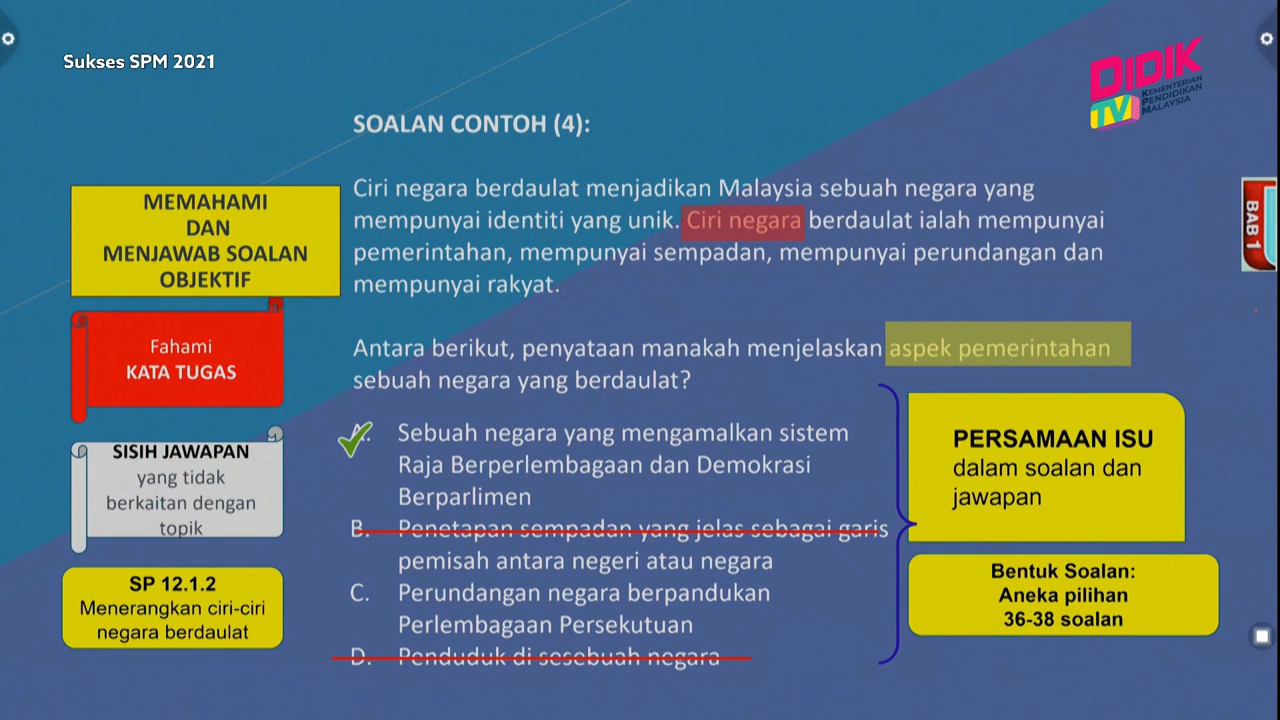 Sukses SPM 2021
DIDIK
TV
KEMENTERIAN
PENDIDIKAN
MALAYSIA
SOALAN CONTOH (4):
MEMAHAMI
DAN
MENJAWAB SOALAN
OBJEKTIF
Ciri negara berdaulat menjadikan Malaysia sebuah negara yang
mempunyai identiti yang unik. Ciri negara berdaulat ialah mempunyai
pemerintahan, mempunyai sempadan, mempunyai perundangan dan
mempunyai rakyat.
BAB 1
Fahami
KATA TUGAS
Antara berikut, penyataan manakah menjelaskan aspek pemerintahan
sebuah negara yang berdaulat?
SISIH JAWAPAN
yang tidak
berkaitan dengan
topik
A. Sebuah negara yang mengamalkan sistem
Raja Berperlembagaan dan Demokrasi
Berparlimen
B. Penetapan sempadan yang jelas sebagai garis
pemisah antara negeri atau negara
C. Perundangan negara berpandukan
Perlembagaan Persekutuan
D. Penduduk di sesebuah negara
PERSAMAAN ISU
dalam soalan dan
jawapan
SP 12.1.2
Menerangkan ciri-ciri
negara berdaulat
Bentuk Soalan:
Aneka pilihan
36-38 soalan